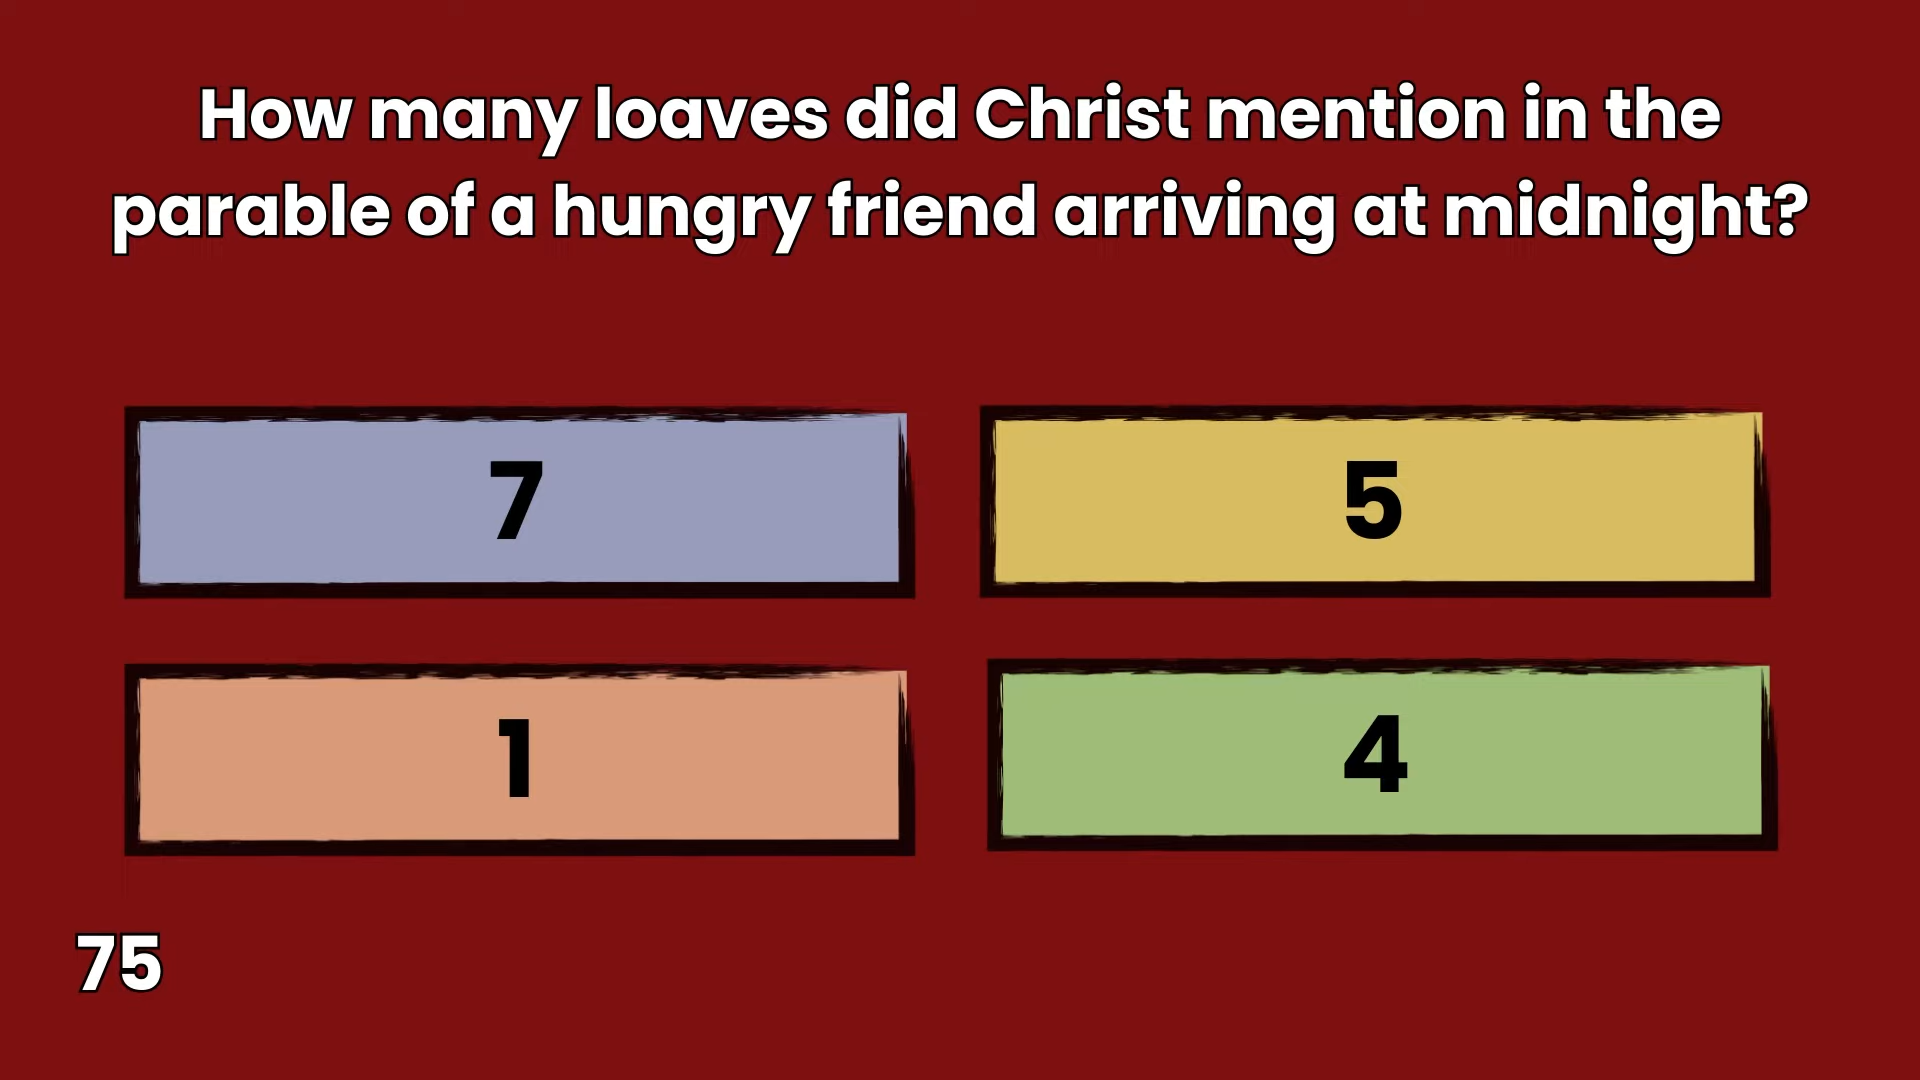 How many loaves did Christ mention in the
parable of a hungry friend arriving at midnight?
7
5
1
4
75